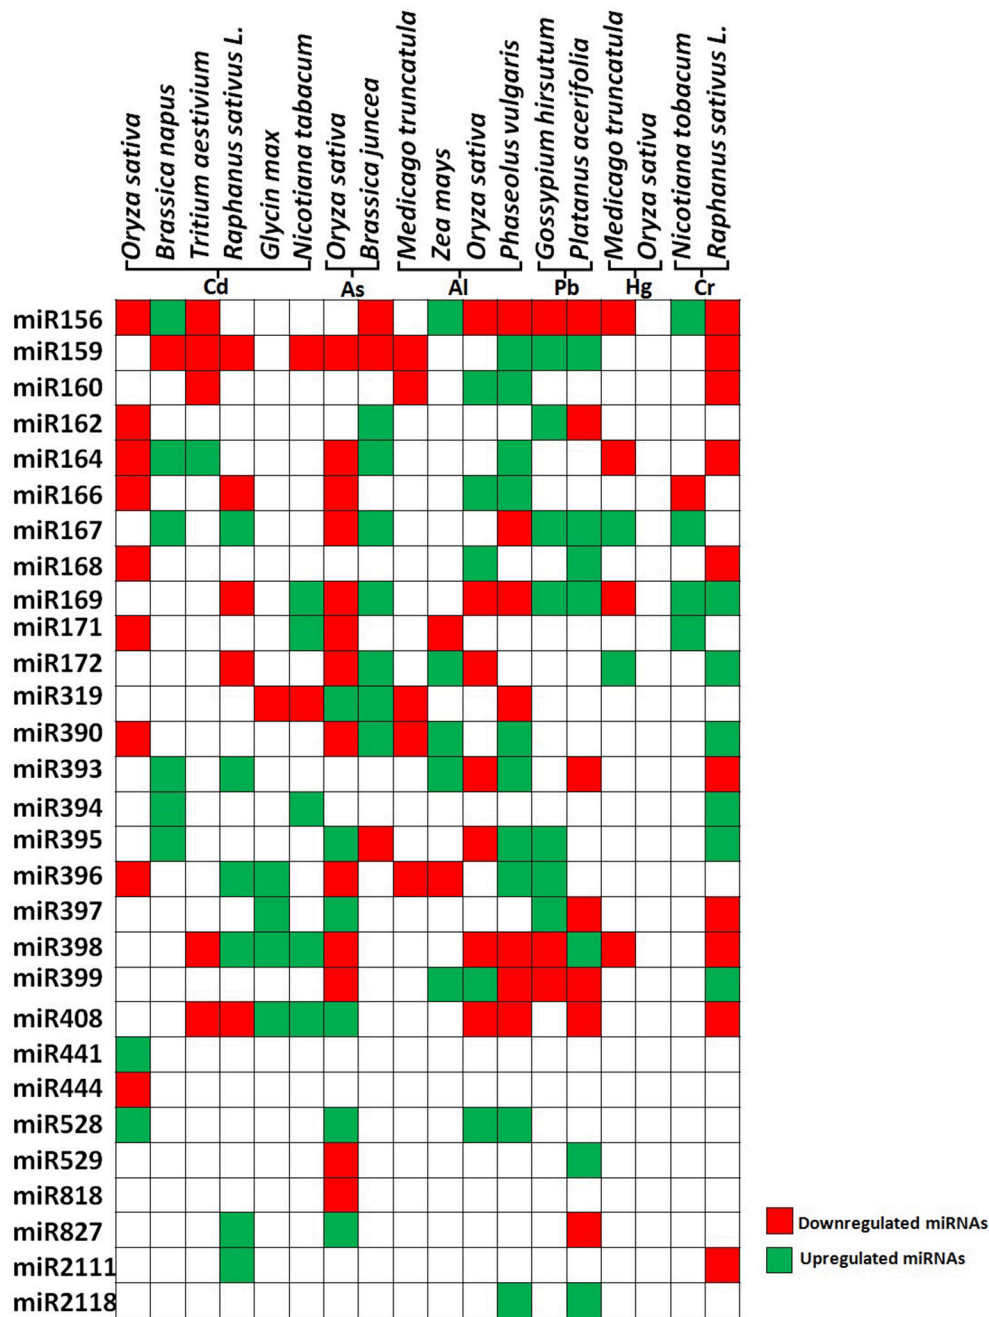 Oryza sativa
Brassica napus
Tritium aestivium
Raphanus sativus L.
Glycin max
Nicotiana tabacum
Oryza sativa
Brassica juncea
Medicago truncatula
Zea mays
Oryza sativa
Phaseolus vulgaris
Gossypium hirsutum
Platanus acerifolia
Medicago truncatula
Oryza sativa
Nicotiana tobacum
Raphanus sativus L.
Cd
As
Al
Pb
Hg
Cr
miR156
miR159
miR160
miR162
miR164
miR166
miR167
miR168
miR169
miR171
miR172
miR319
miR390
miR393
miR394
miR395
miR396
miR397
miR398
miR399
miR408
miR441
miR444
miR528
miR529
miR818
miR827
miR2111
miR2118
Downregulated miRNAs
Upregulated miRNAs